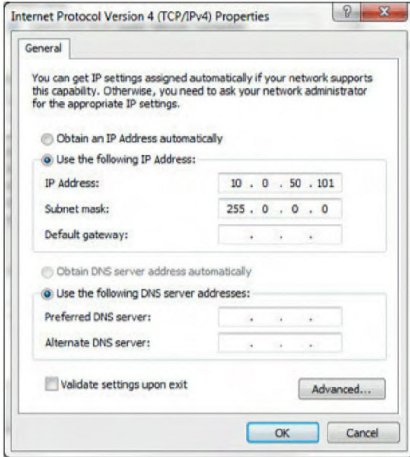 Internet Protocol Version 4 (TCP/IPv4) Properties
General
You can get IP settings assigned automatically if your network supports
this capability. Otherwise, you need to ask your network administrator
for the appropriate IP settings.
Obtain an IP Address automatically
Use the following IP Address:
IP Address: 10 . 0 . 50 . 101
Subnet mask: 255 . 0 . 0 . 0
Default gateway: . . .
Obtain DNS server address automatically
Use the following DNS server addresses:
Preferred DNS server: . . .
Alternate DNS server: . . .
Validate settings upon exit
Advanced...
OK Cancel